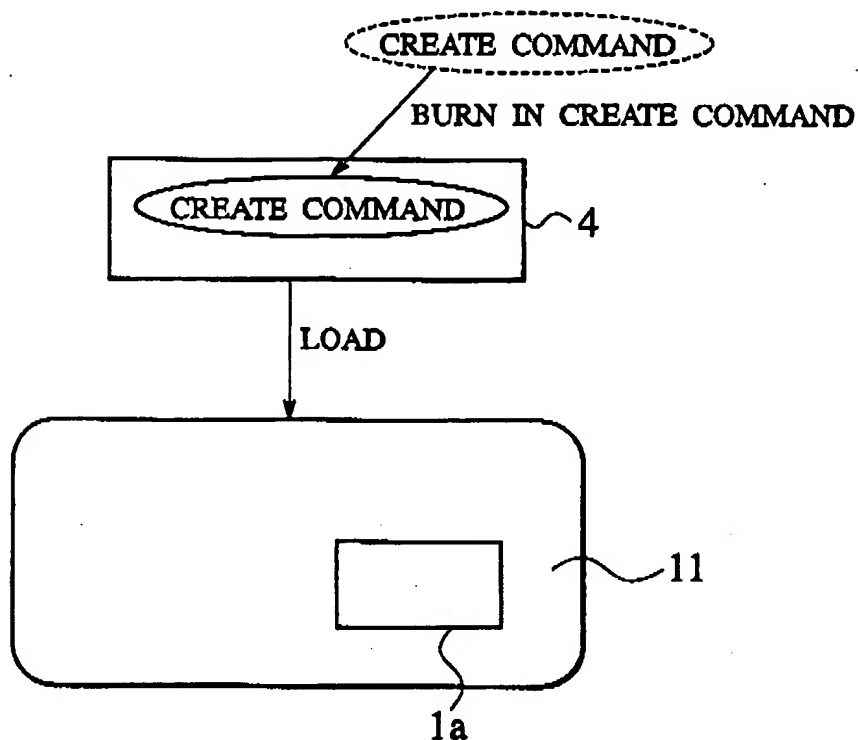 CREATE COMMAND
BURN IN CREATE COMMAND
CREATE COMMAND
4
LOAD
11
1a